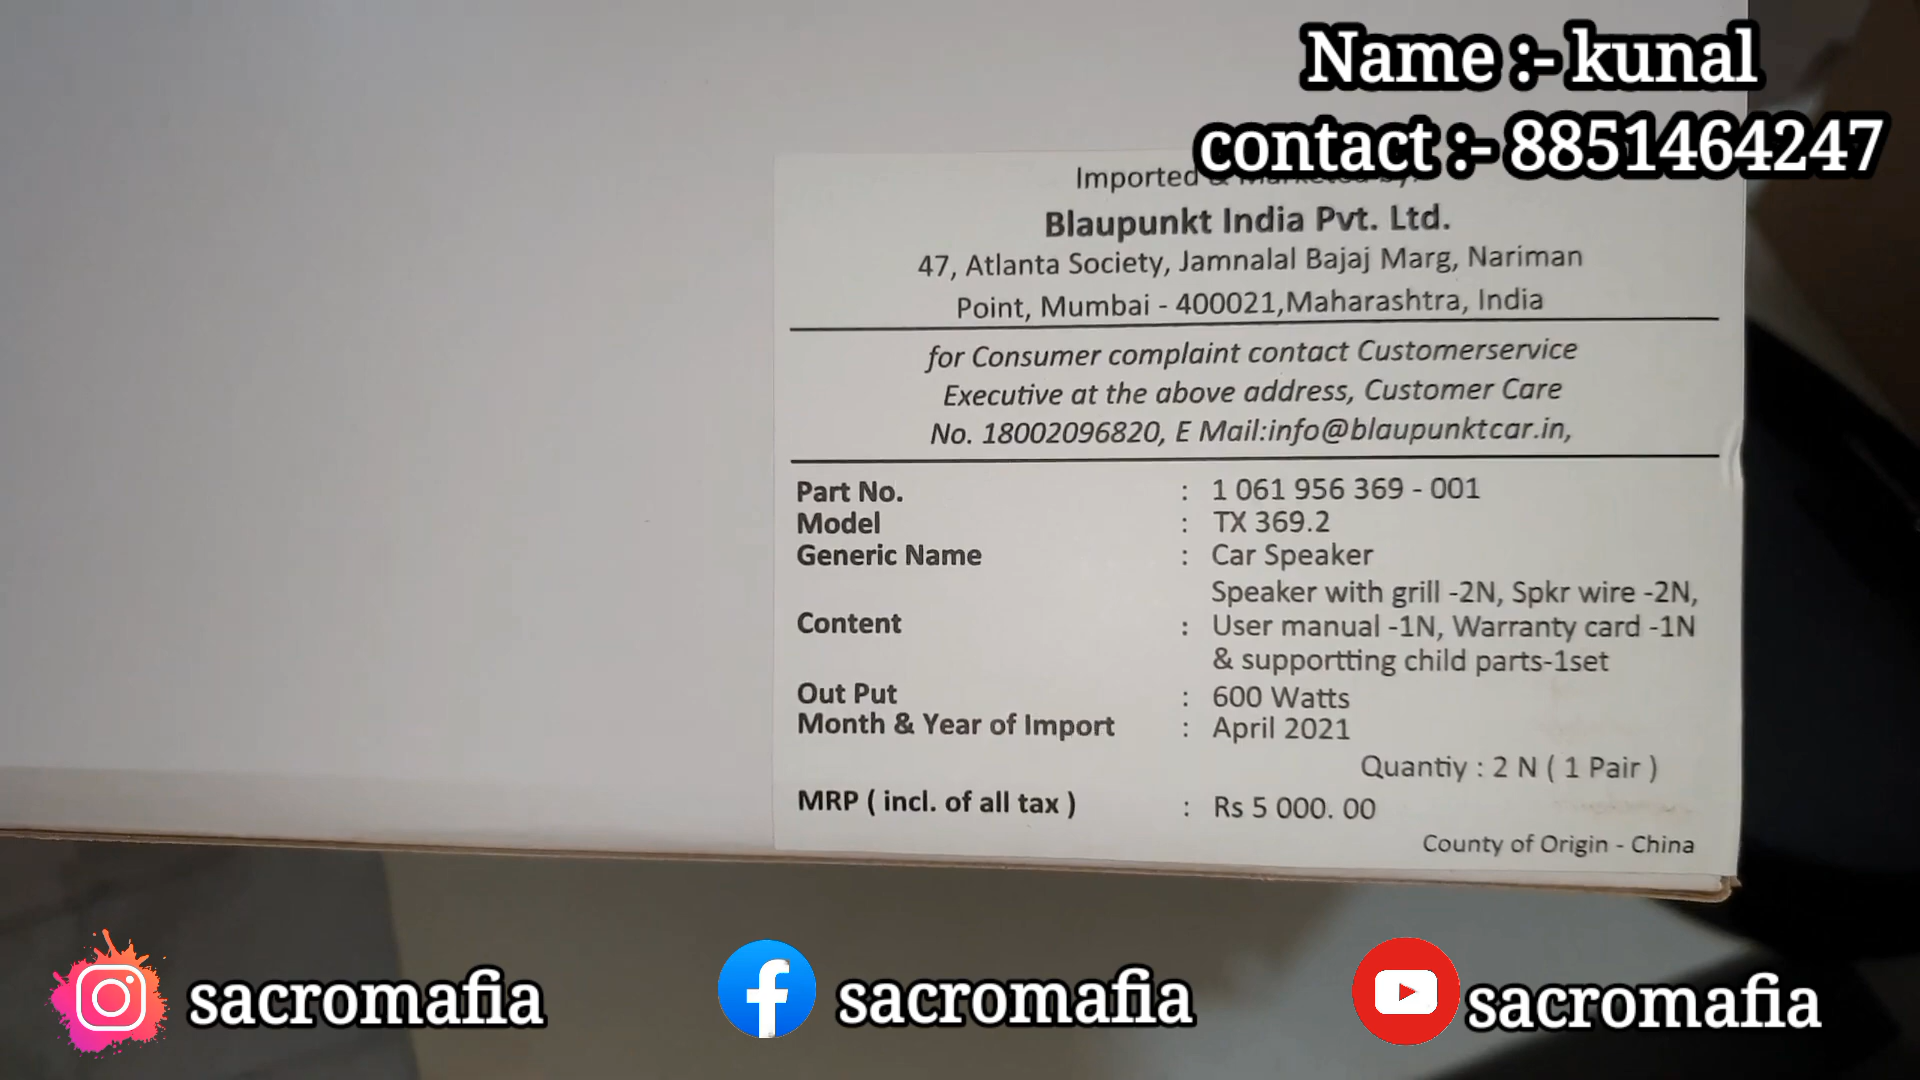 Name :- kunal
contact :- 8851464247
Imported
Blaupunkt India Pvt. Ltd.
47, Atlanta Society, Jamnalal Bajaj Marg, Nariman
Point, Mumbai - 400021,Maharashtra, India
for Consumer complaint contact Customerservice
Executive at the above address, Customer Care
No. 18002096820, E Mail:info@blaupunktcar.in,
Part No. : 1 061 956 369 - 001
Model : TX 369.2
Generic Name : Car Speaker
Speaker with grill -2N, Spkr wire -2N,
Content : User manual -1N, Warranty card -1N
& supportting child parts-1set
Out Put : 600 Watts
Month & Year of Import : April 2021
Quantiy : 2 N ( 1 Pair )
MRP ( incl. of all tax ) : Rs 5 000. 00
County of Origin - China
sacromafia sacromafia sacromafia